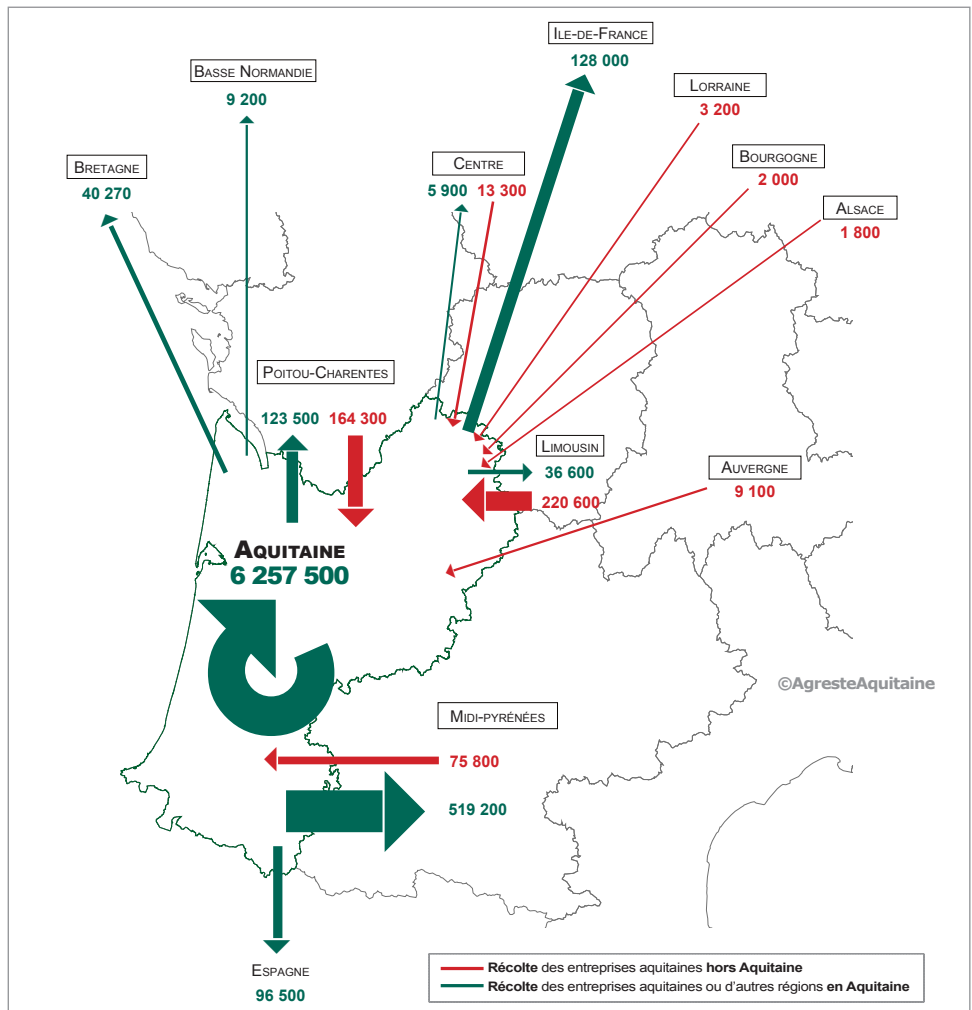 Ile-de-France
128 000
Basse Normandie
9 200
Lorraine
3 200
Bretagne
40 270
Centre
5 900 13 300
Bourgogne
2 000
Alsace
1 800
Poitou-Charentes
123 500 164 300
Limousin
36 600
220 600
Auvergne
9 100
Aquitaine
6 257 500
©AgresteAquitaine
Midi-pyrénées
75 800
519 200
Espagne
96 500
Récolte des entreprises aquitaines hors Aquitaine
Récolte des entreprises aquitaines ou d'autres régions en Aquitaine